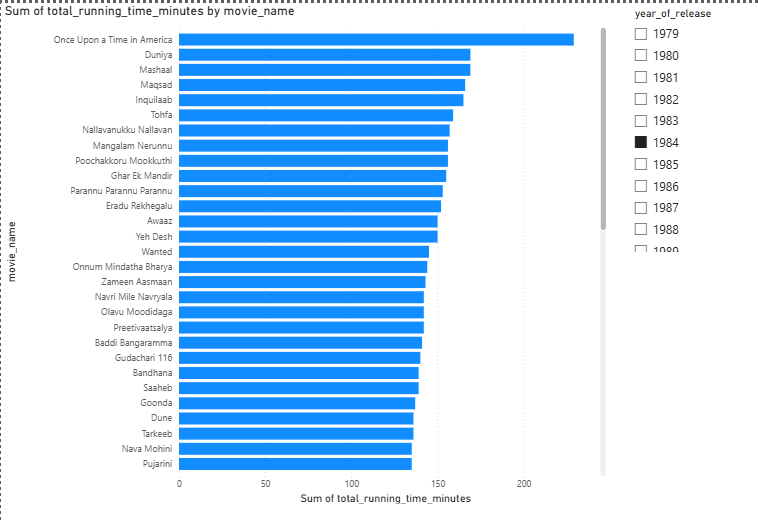 Sum of total_running_time_minutes by movie_name
movie_name
Once Upon a Time in America
Duniya
Mashaal
Maqsad
Inquilaab
Tohfa
Nallavanukku Nallavan
Mangalam Nerunnu
Poochakkoru Mookkuthi
Ghar Ek Mandir
Parannu Parannu Parannu
Eradu Rekhegalu
Awaaz
Yeh Desh
Wanted
Onnum Mindatha Bharya
Zameen Aasmaan
Navri Mile Navryala
Olavu Moodidaga
Preetivaatsalya
Baddi Bangaramma
Gudachari 116
Bandhana
Saaheb
Goonda
Dune
Tarkeeb
Nava Mohini
Pujarini
0 50 100 150 200
Sum of total_running_time_minutes
year_of_release
1979
1980
1981
1982
1983
1984
1985
1986
1987
1988
1989